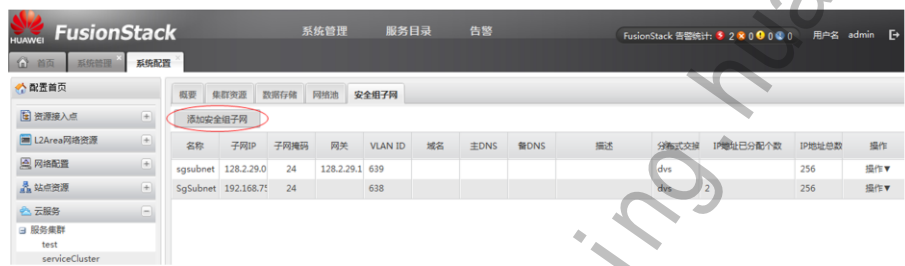 HUAWEI FusionStack 系统管理 服务目录 告警 FusionStack 告警统计: 2 0 0 0 用户名 admin
首页 系统管理 系统配置
配置首页 概要 集群资源 数据存储 网络池 安全组子网
资源接入点 添加安全组子网
L2Area网络资源 名称 子网IP 子网掩码 网关 VLAN ID 域名 主DNS 备DNS 描述 分布式交换 IP地址已分配个数 IP地址总数 操作
网络配置 sgsubnet 128.2.29.0 24 128.2.29.1 639 dvs 256 操作▼
站点资源 SgSubnet 192.168.75 24 638 dvs 2 256 操作▼
云服务
服务集群
test
serviceCluster